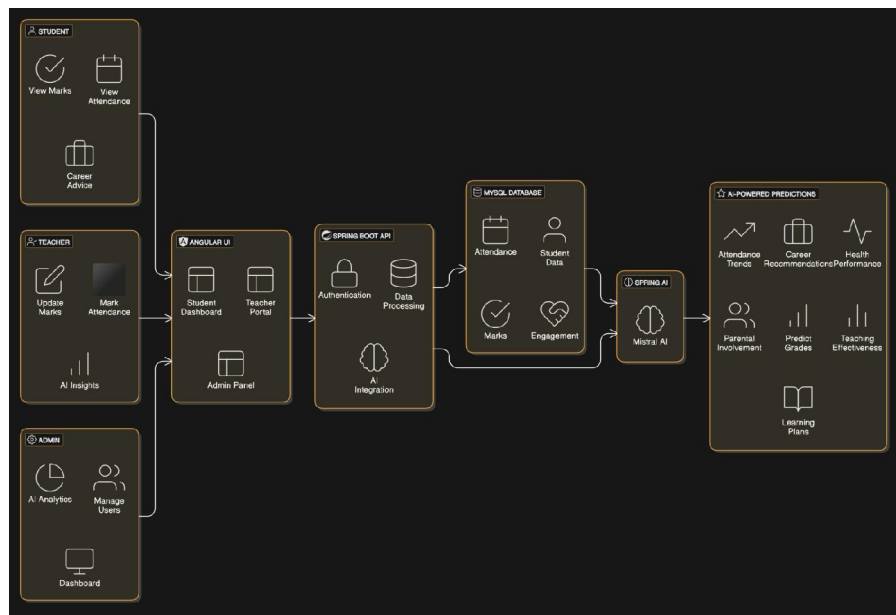 STUDENT
View Marks
View
Attendance
Career
Advice
TEACHER
Update
Marks
Mark
Attendance
AI Insights
ADMIN
AI Analytics
Manage
Users
Dashboard
ANGULAR UI
Student
Dashboard
Teacher
Portal
Admin Panel
SPRING BOOT API
Authentication
Data
Processing
AI
Integration
MYSQL DATABASE
Attendance
Student
Data
Marks
Engagement
SPRING AI
Mistral AI
AI-POWERED PREDICTIONS
Attendance
Trends
Career
Recommendations
Health
Performance
Parental
Involvement
Predict
Grades
Teaching
Effectiveness
Learning
Plans